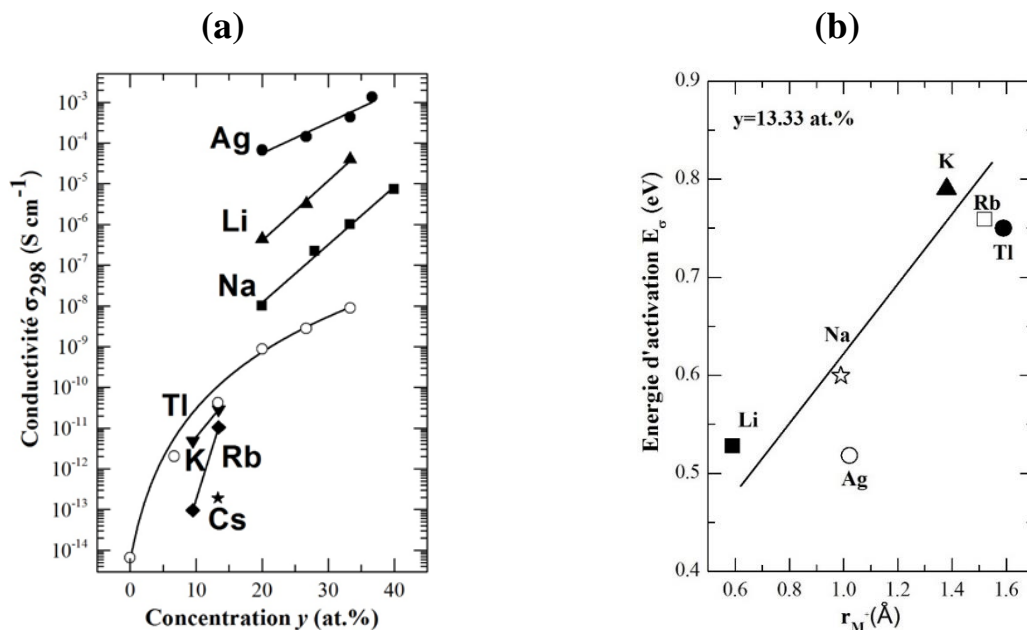 (a)
Conductivité σ298 (S cm-1)
10-3
10-4
10-5
10-6
10-7
10-8
10-9
10-10
10-11
10-12
10-13
10-14
Ag
Li
Na
Tl
K
Rb
Cs
0 10 20 30 40
Concentration y (at.%)
(b)
Energie d'activation Eσ (eV)
0.9
0.8
0.7
0.6
0.5
0.4
y=13.33 at.%
K
Rb
Tl
Na
Li
Ag
0.6 0.8 1.0 1.2 1.4 1.6
rM+(Å)